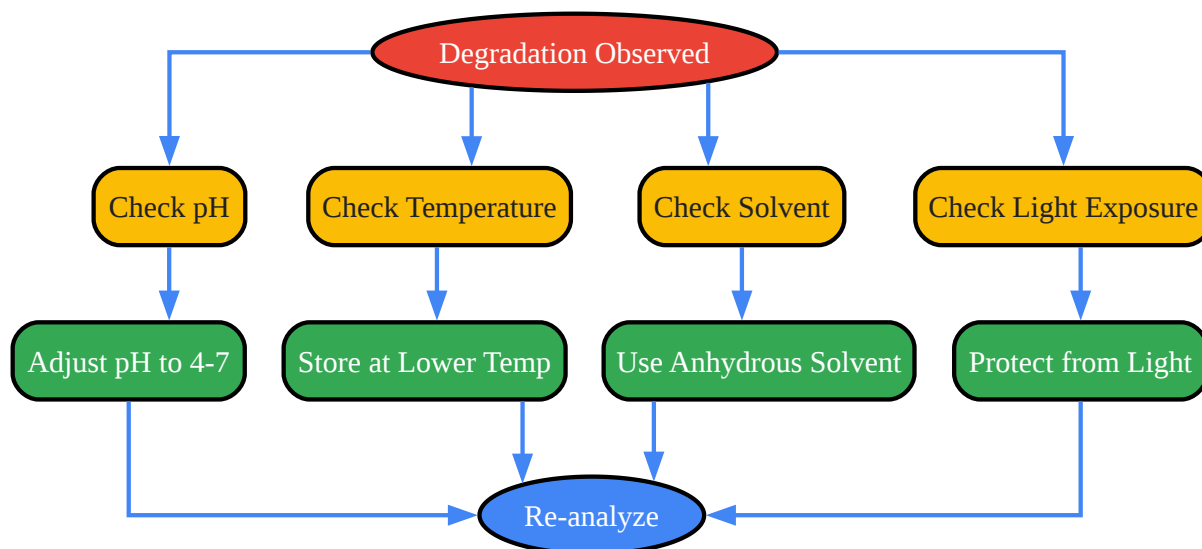 Degradation Observed
Check pH
Check Temperature
Check Solvent
Check Light Exposure
Adjust pH to 4-7
Store at Lower Temp
Use Anhydrous Solvent
Protect from Light
Re-analyze